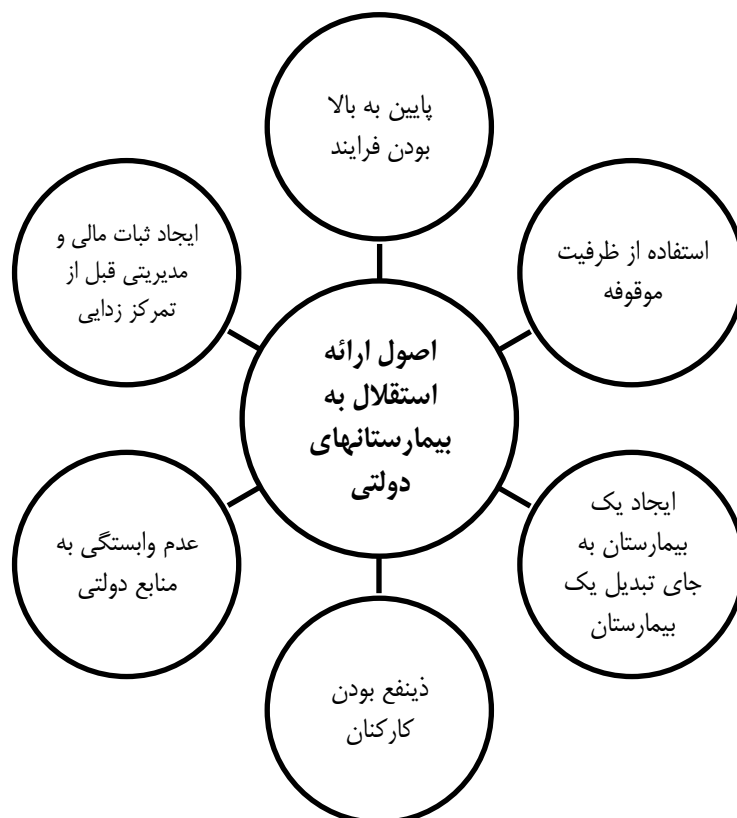 پایین به بالا
بودن فرایند
استفاده از ظرفیت
موقوفه
ایجاد ثبات مالی و
مدیریتی قبل از
تمرکز زدایی
اصول ارائه
استقلال به
بیمارستانهای
دولتی
ایجاد یک
بیمارستان به
جای تبدیل یک
بیمارستان
عدم وابستگی به
منابع دولتی
ذینفع بودن
کارکنان